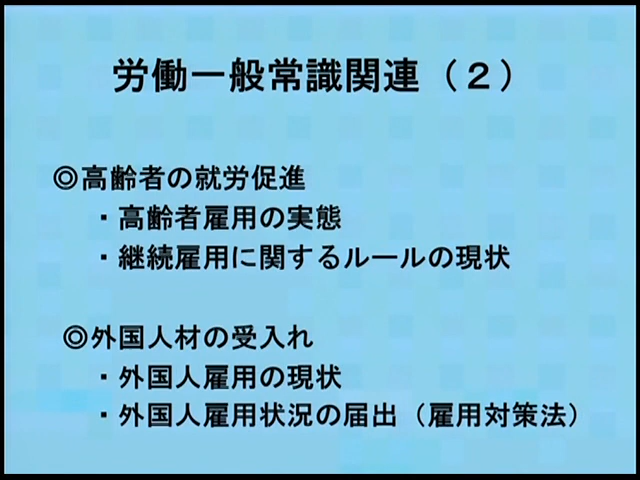 労働一般常識関連（２）
◎高齢者の就労促進
・高齢者雇用の実態
・継続雇用に関するルールの現状
◎外国人材の受入れ
・外国人雇用の現状
・外国人雇用状況の届出（雇用対策法）